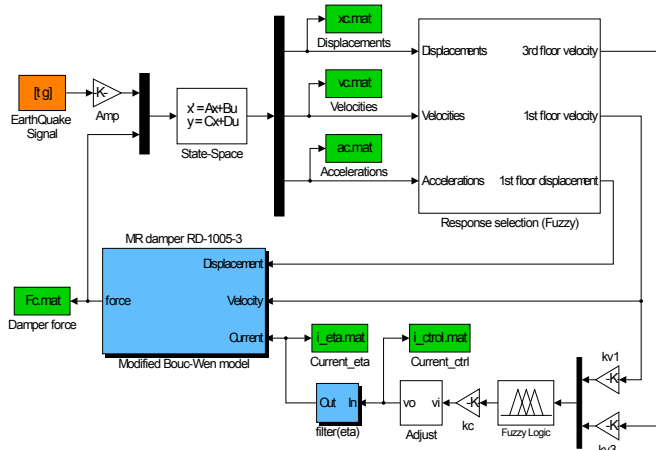 xc.mat
Displacements
Displacements
3rd floor velocity
[t g]
EarthQuake
Signal
-K-
Amp
x' = Ax+Bu
y = Cx+Du
State-Space
vc.mat
Velocities
Velocities
1st floor velocity
ac.mat
Accelerations
Accelerations
1st floor displacement
Response selection (Fuzzy)
MR damper RD-1005-3
Displacement
Fc.mat
Damper force
force
Velocity
Current
Modified Bouc-Wen model
i_eta.mat
Current_eta
i_ctrol.mat
Current_ctrl
kv1
-K-
Out
In
filter(eta)
vo
vi
Adjust
-K-
kc
Fuzzy Logic
-K-
kv3